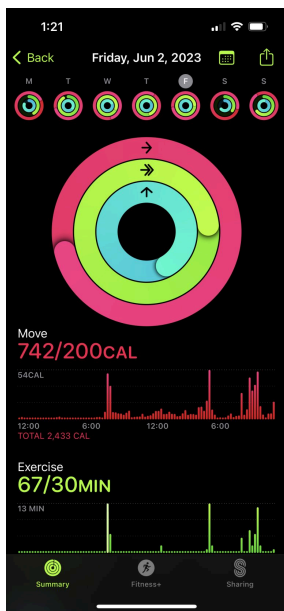 1:21
Back
Friday, Jun 2, 2023
M T W T F S S
Move
742/200CAL
54CAL
12:00 6:00 12:00 6:00
TOTAL 2,433 CAL
Exercise
67/30MIN
13 MIN
Summary Fitness+ Sharing